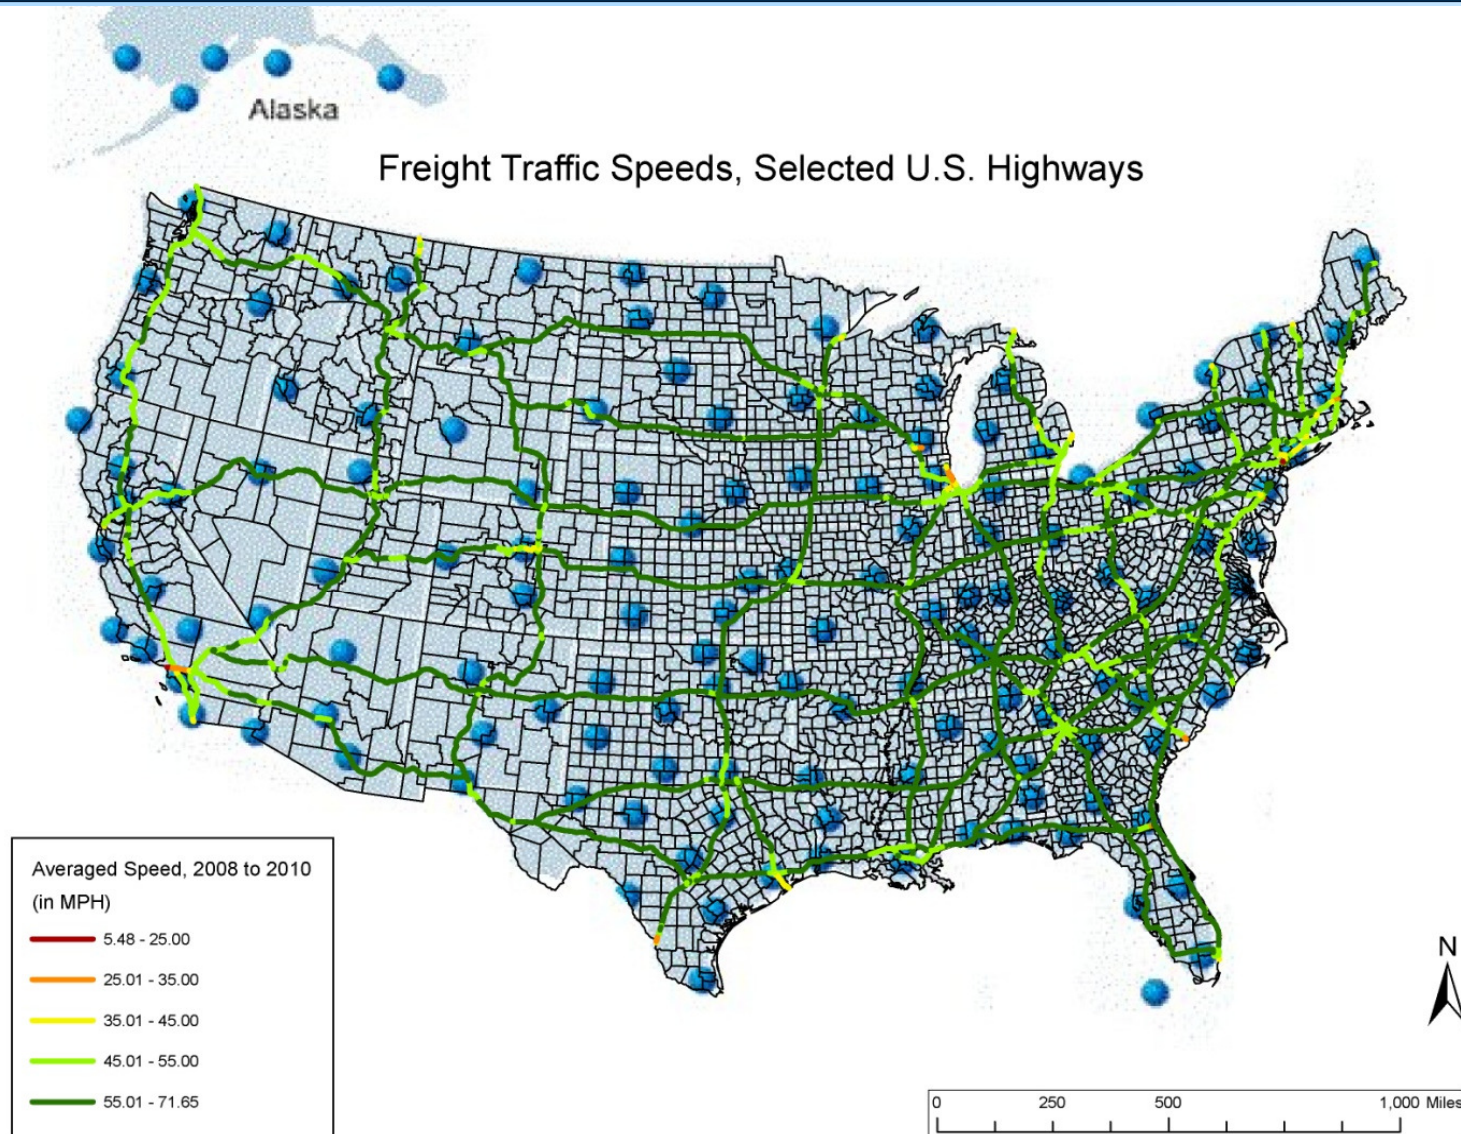 Alaska
Freight Traffic Speeds, Selected U.S. Highways
Averaged Speed, 2008 to 2010
(in MPH)
5.48 - 25.00
25.01 - 35.00
35.01 - 45.00
45.01 - 55.00
55.01 - 71.65
N
0 250 500 1,000 Miles